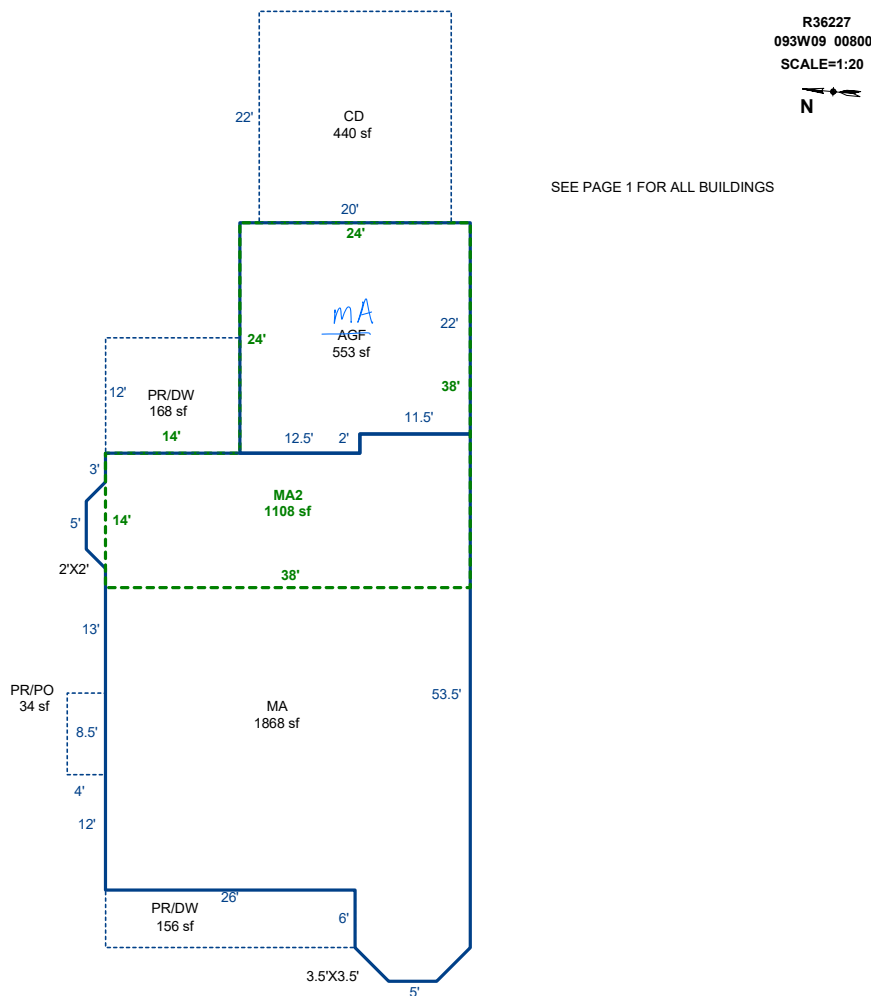 R36227
093W09 00800
SCALE=1:20
N
CD
440 sf
22'
20'
SEE PAGE 1 FOR ALL BUILDINGS
24'
MA
AGF
553 sf
24'
22'
38'
12'
PR/DW
168 sf
14'
12.5'
2'
11.5'
3'
5'
14'
MA2
1108 sf
2'X2'
38'
13'
PR/PO
34 sf
8.5'
4'
12'
MA
1868 sf
53.5'
26'
PR/DW
156 sf
6'
3.5'X3.5'
5'